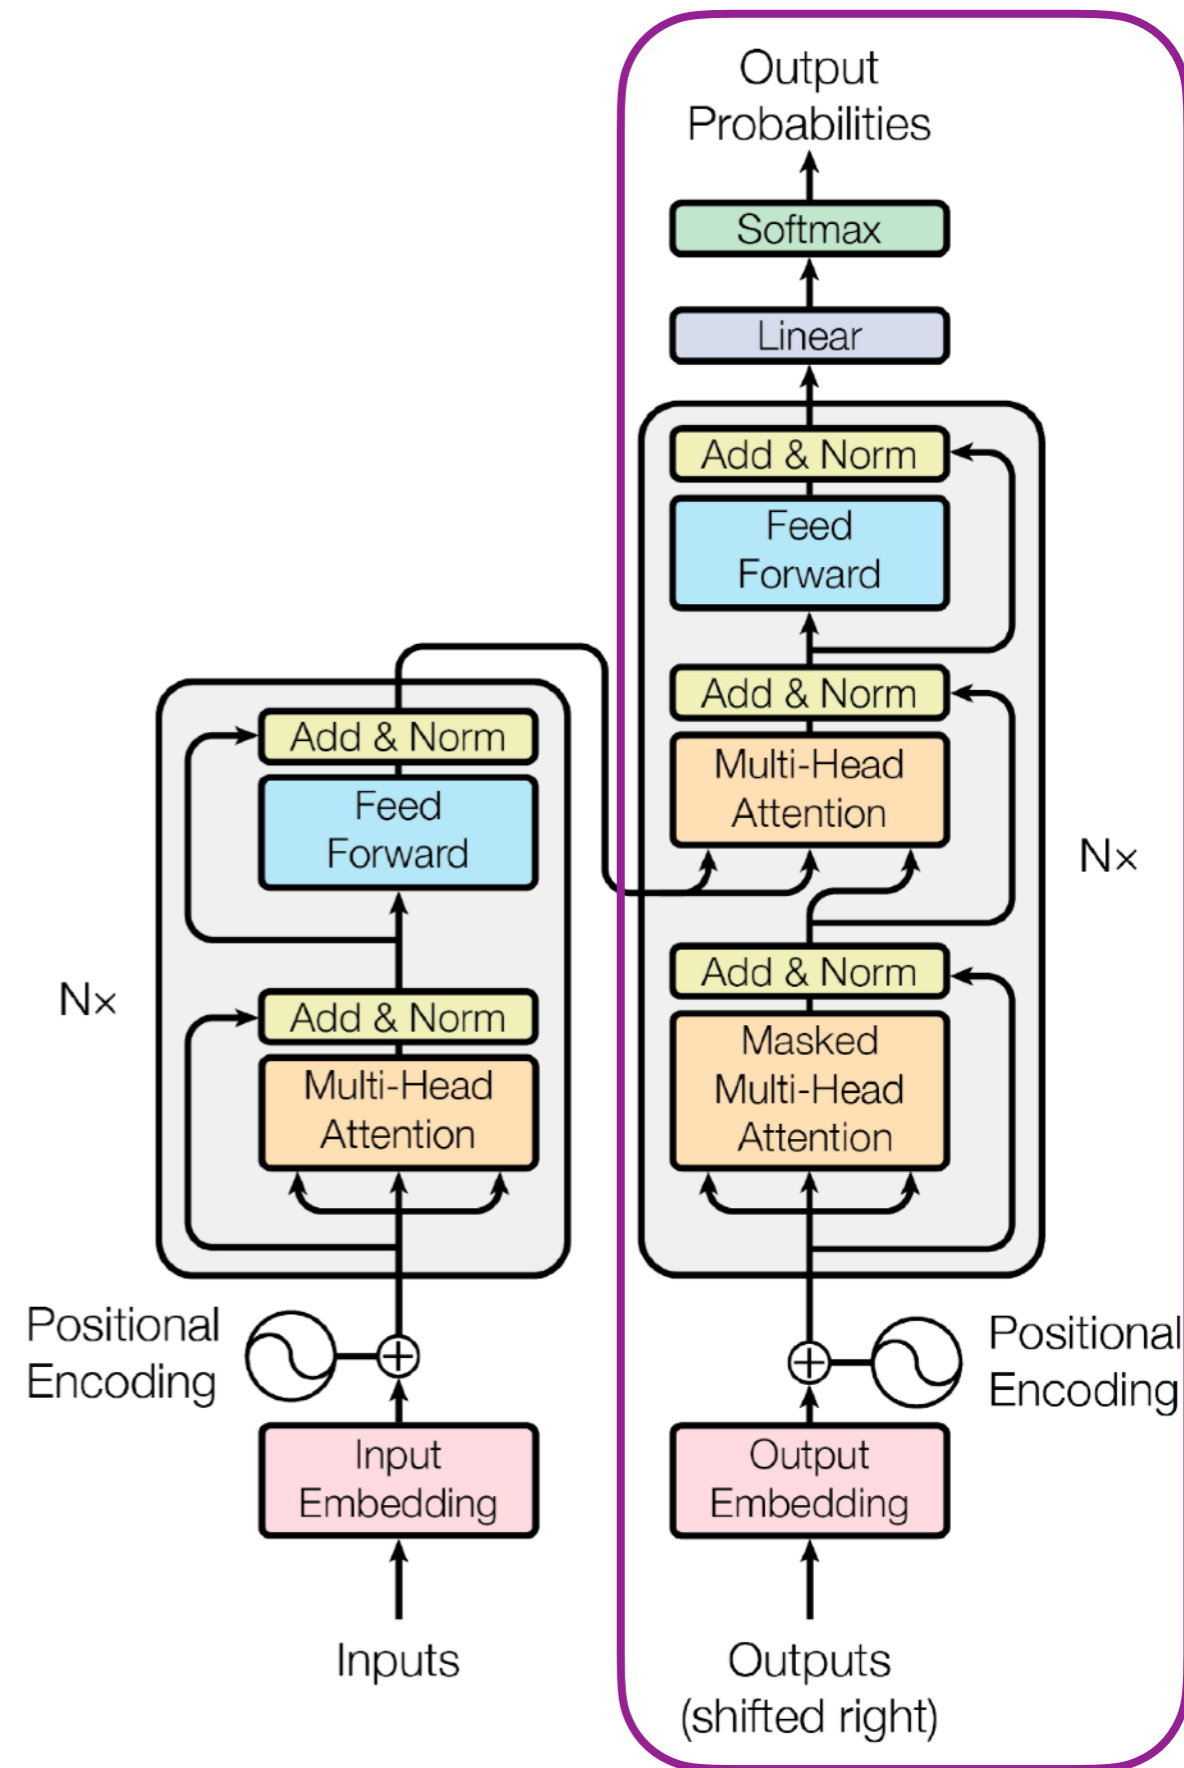 Output
Probabilities
Softmax
Linear
Add & Norm
Feed
Forward
Add & Norm
Multi-Head
Attention
Nx
Add & Norm
Masked
Multi-Head
Attention
Positional
Encoding
Output
Embedding
Outputs
(shifted right)
Add & Norm
Feed
Forward
Nx
Add & Norm
Multi-Head
Attention
Positional
Encoding
Input
Embedding
Inputs